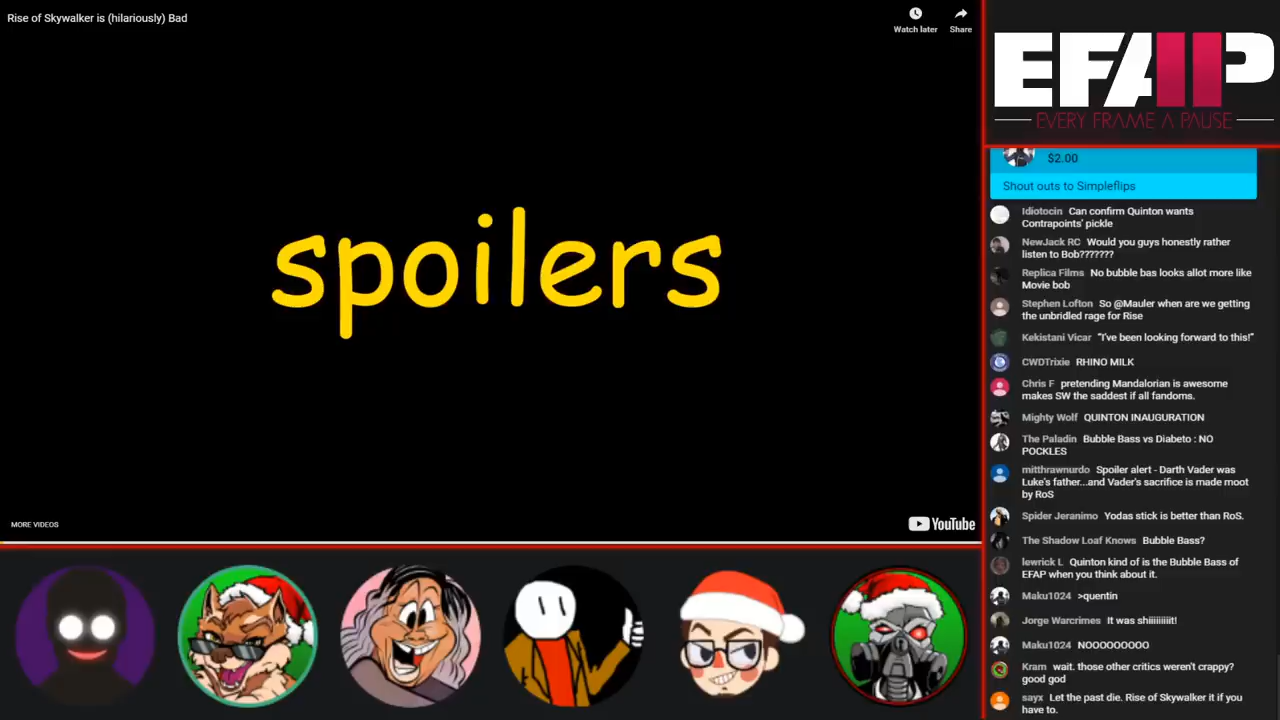 Rise of Skywalker is (hilariously) Bad
Watch later
Share
spoilers
MORE VIDEOS
YouTube
EFAP
EVERY FRAME A PAUSE
$2.00
Shout outs to Simpleflips
Idiotocin Can confirm Quinton wants
Contrapoints' pickle
NewJack RC Would you guys honestly rather
listen to Bob???????
Replica Films No bubble bas looks allot more like
Movie bob
Stephen Lofton So @Mauler when are we getting
the unbridled rage for Rise
Kekistani Vicar "I've been looking forward to this!"
CWDTrixie RHINO MILK
Chris F pretending Mandalorian is awesome
makes SW the saddest if all fandoms.
Mighty Wolf QUINTON INAUGURATION
The Paladin Bubble Bass vs Diabeto : NO
POCKLES
mitthrawnurdo Spoiler alert - Darth Vader was
Luke's father...and Vader's sacrifice is made moot
by RoS
Spider Jeranimo Yodas stick is better than RoS.
The Shadow Loaf Knows Bubble Bass?
lewrick L Quinton kind of is the Bubble Bass of
EFAP when you think about it.
Maku1024 >quentin
Jorge Warcrimes It was shiiiiiiiiit!
Maku1024 NOOOOOOOOO
Kram wait. those other critics weren't crappy?
good god
sayx Let the past die. Rise of Skywalker it if you
have to.